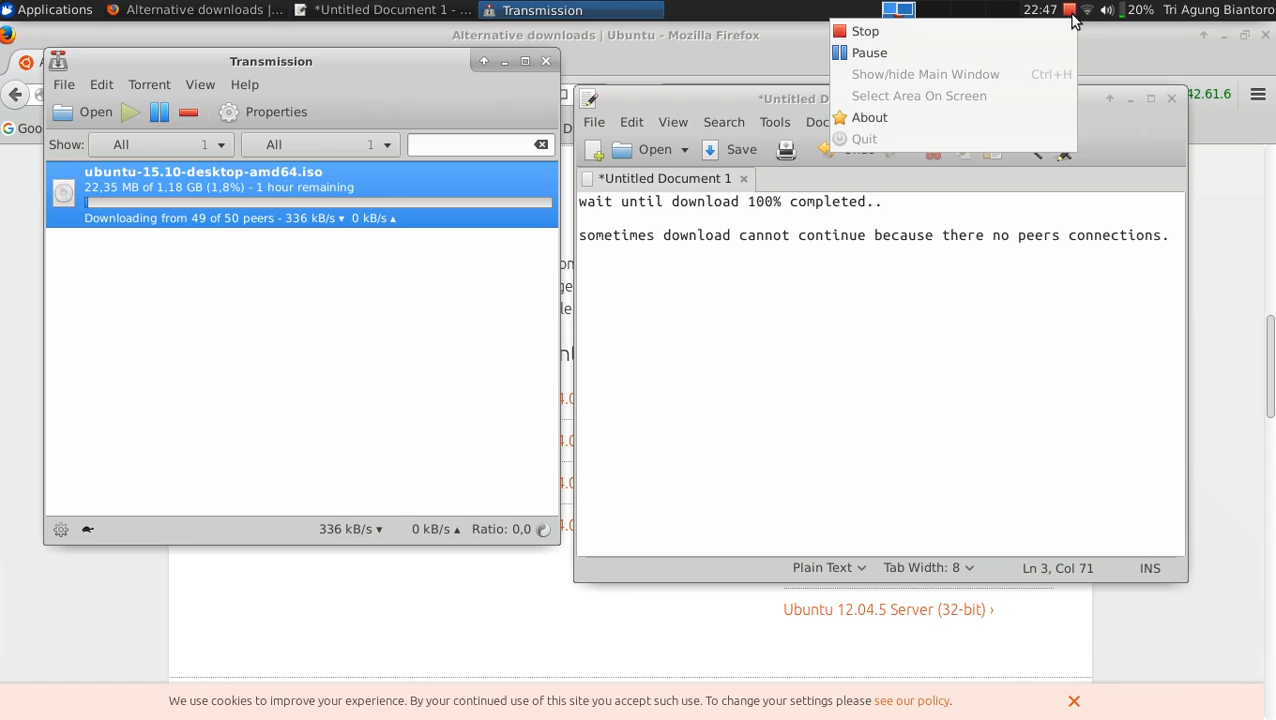 Applications
Alternative downloads |...
*Untitled Document 1 - ...
Transmission
22:47
20%
Tri Agung Biantoro
Alternative downloads | Ubuntu - Mozilla Firefox
42.61.6
Goo
Stop
Pause
Show/hide Main Window Ctrl+H
Select Area On Screen
About
Quit
Transmission
File Edit Torrent View Help
Open
Properties
Show: All 1 All 1
ubuntu-15.10-desktop-amd64.iso
22,35 MB of 1,18 GB (1,8%) - 1 hour remaining
Downloading from 49 of 50 peers - 336 kB/s ▾ 0 kB/s ▴
336 kB/s ▾ 0 kB/s ▴ Ratio: 0,0
*Untitled D
File Edit View Search Tools Doc
Open Save
*Untitled Document 1
wait until download 100% completed..
sometimes download cannot continue because there no peers connections.
Plain Text Tab Width: 8 Ln 3, Col 71 INS
Ubuntu 12.04.5 Server (32-bit) ›
We use cookies to improve your experience. By your continued use of this site you accept such use. To change your settings please see our policy.